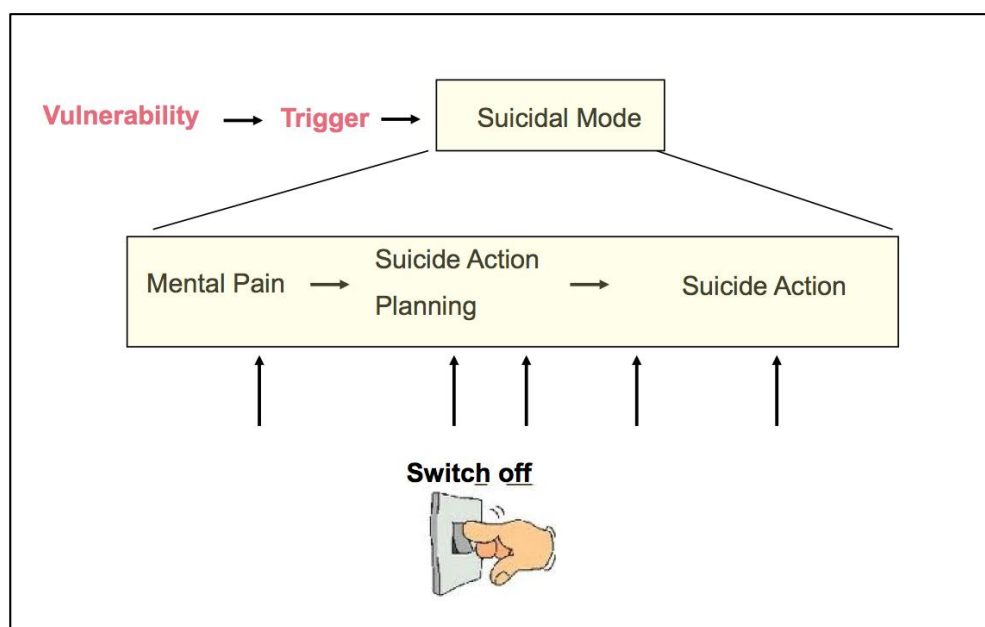 Vulnerability
Trigger
Suicidal Mode
Mental Pain
Suicide Action
Planning
Suicide Action
Switch off